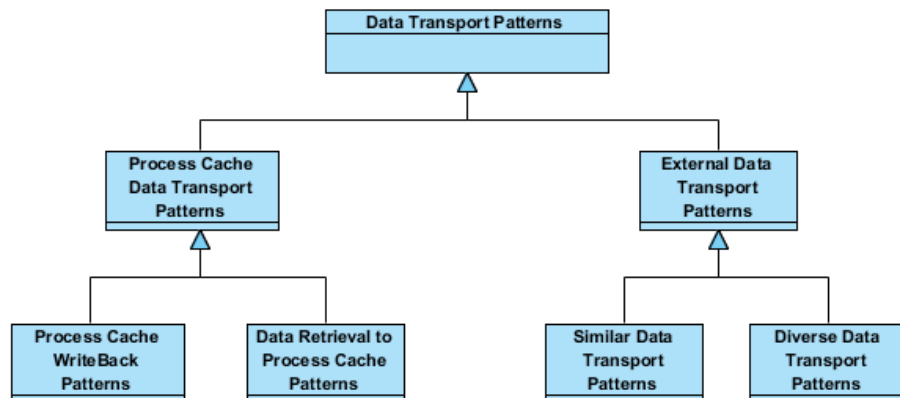 Data Transport Patterns
Process Cache
Data Transport
Patterns
External Data
Transport
Patterns
Process Cache
WriteBack
Patterns
Data Retrieval to
Process Cache
Patterns
Similar Data
Transport
Patterns
Diverse Data
Transport
Patterns